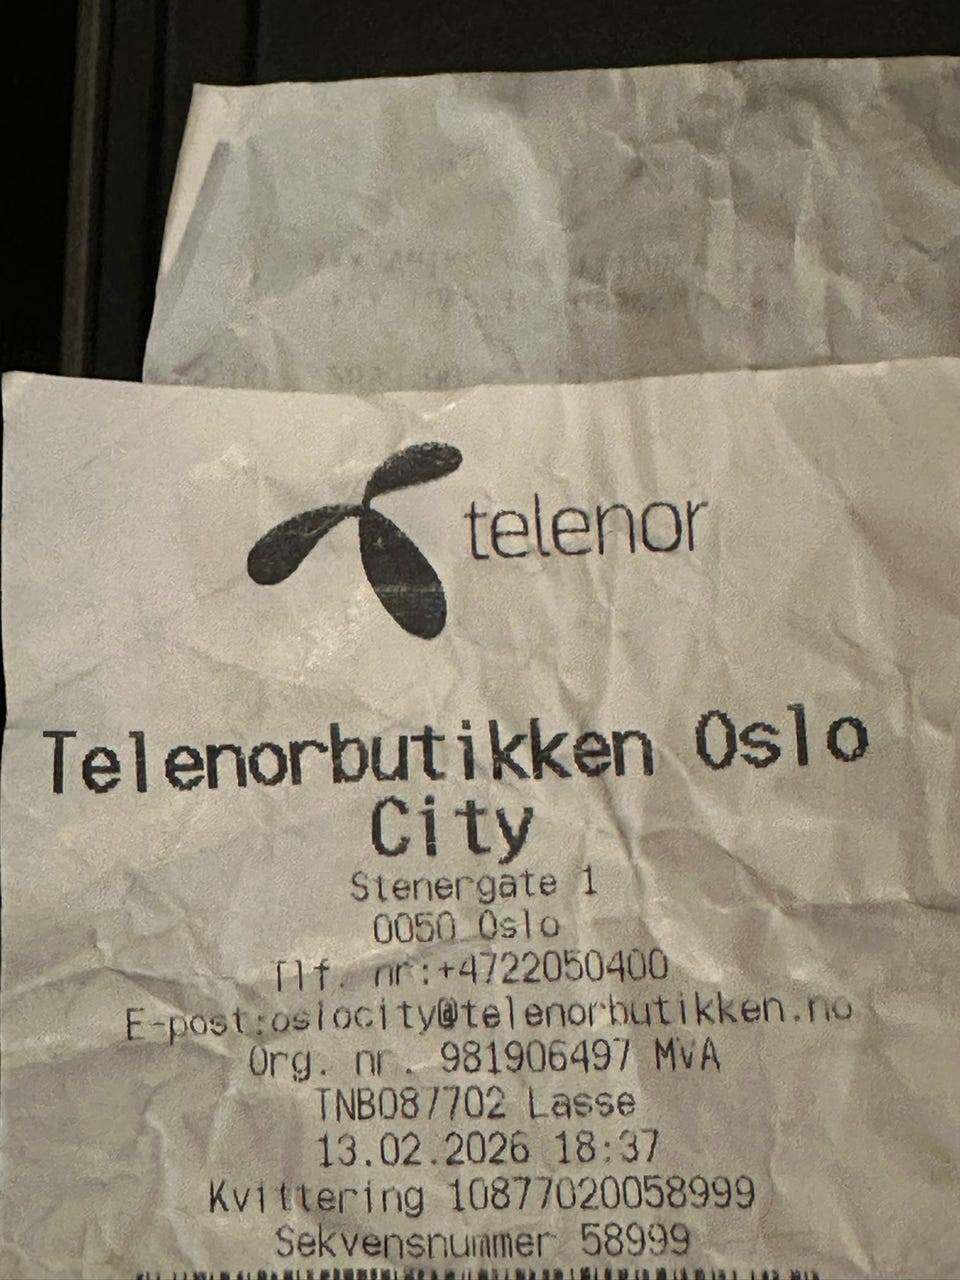 telenor
Telenorbutikken Oslo
City
Stenergate 1
0050 Oslo
Tlf. nr:+4722050400
E-post:oslocity@telenorbutikken.no
Org. nr. 981906497 MvA
TNB087702 Lasse
13.02.2026 18:37
Kvittering 10877020058999
Sekvensnummer 58999